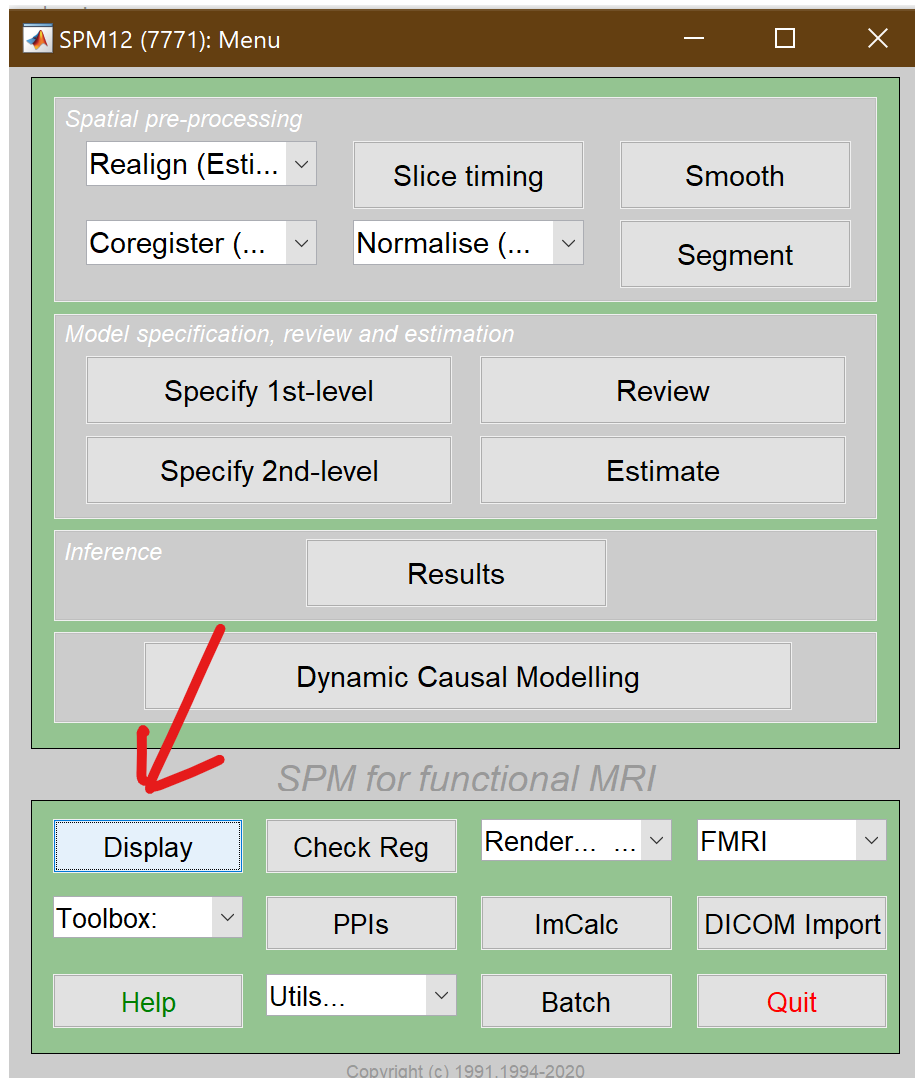 SPM12 (7771): Menu
Spatial pre-processing
Realign (Esti...
Slice timing
Smooth
Coregister (...
Normalise (...
Segment
Model specification, review and estimation
Specify 1st-level
Review
Specify 2nd-level
Estimate
Inference
Results
Dynamic Causal Modelling
SPM for functional MRI
Display
Check Reg
Render... ...
FMRI
Toolbox:
PPIs
ImCalc
DICOM Import
Help
Utils...
Batch
Quit
Copyright (c) 1991,1994-2020